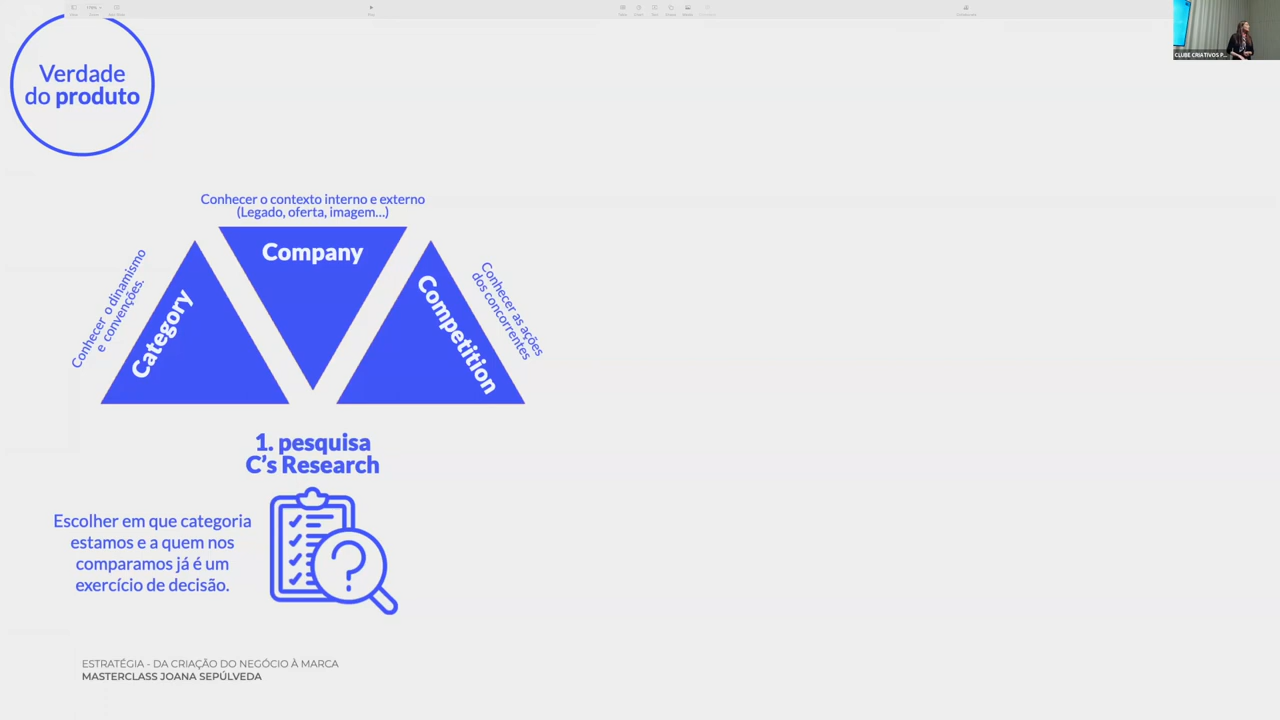 Verdade
do produto
CLUBE CRIATIVOS P...
Conhecer o contexto interno e externo
(Legado, oferta, imagem...)
Company
Conhecer o dinamismo
e convenções.
Category
Competition
Conhecer as ações
dos concorrentes
1. pesquisa
C's Research
Escolher em que categoria
estamos e a quem nos
comparamos já é um
exercício de decisão.
ESTRATÉGIA - DA CRIAÇÃO DO NEGÓCIO À MARCA
MASTERCLASS JOANA SEPÚLVEDA